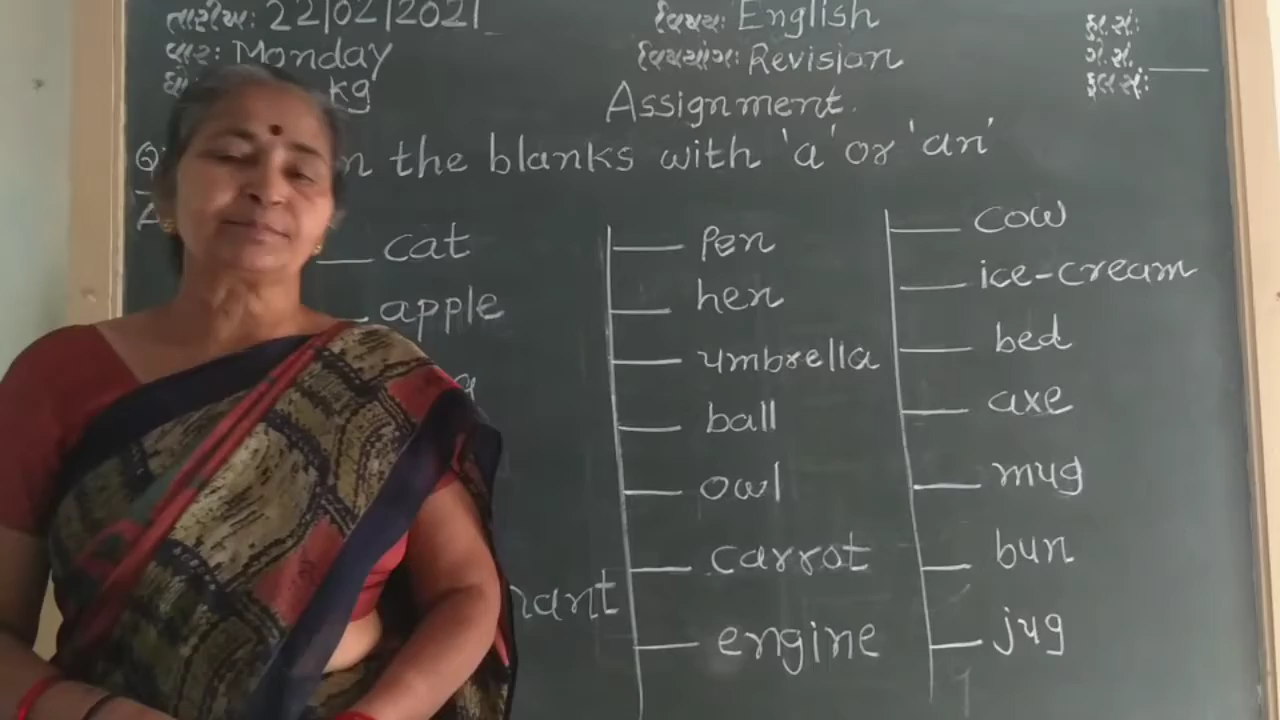 તારીખ: 22/02/2021 વિષય: English કુ.સં:
વાર: Monday વિષયાંગ: Revision ગે.સં.
kg Assignment.
the blanks with 'a' or 'an'
cat
apple
pen
hen
umbrella
ball
owl
carrot
engine
cow
ice-cream
bed
axe
mug
bun
jug